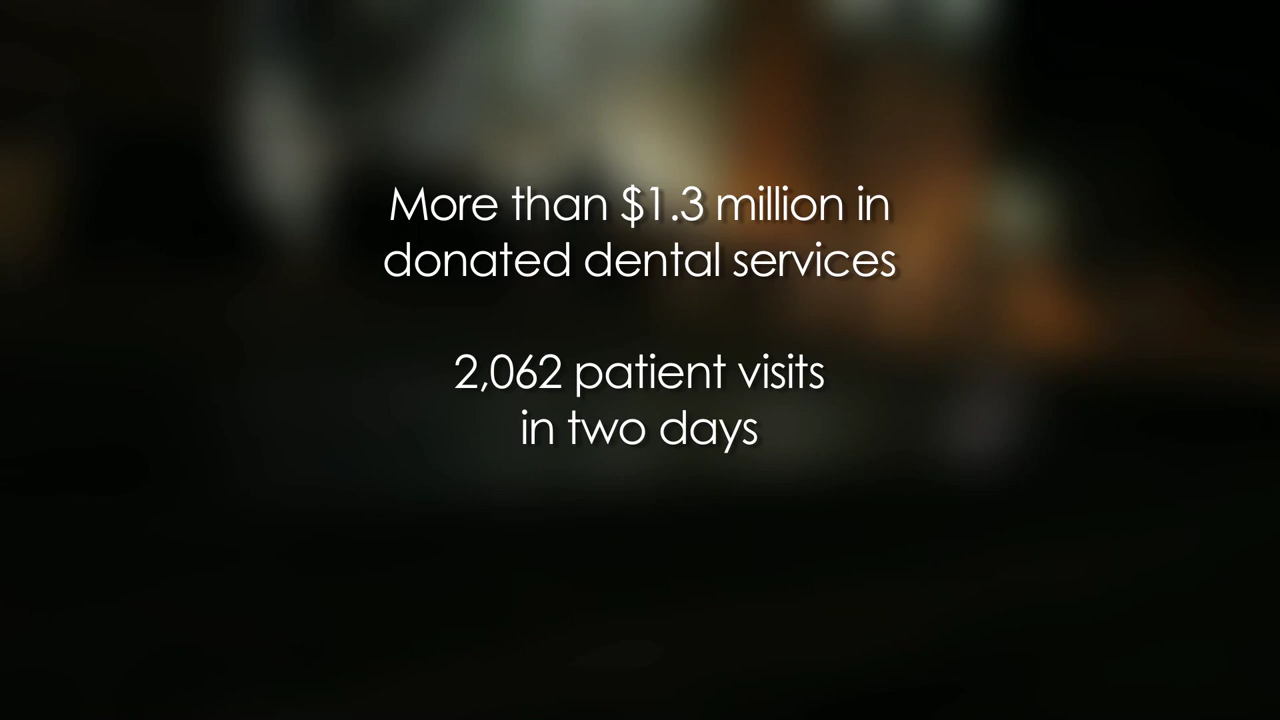 More than $1.3 million in
donated dental services
2,062 patient visits
in two days